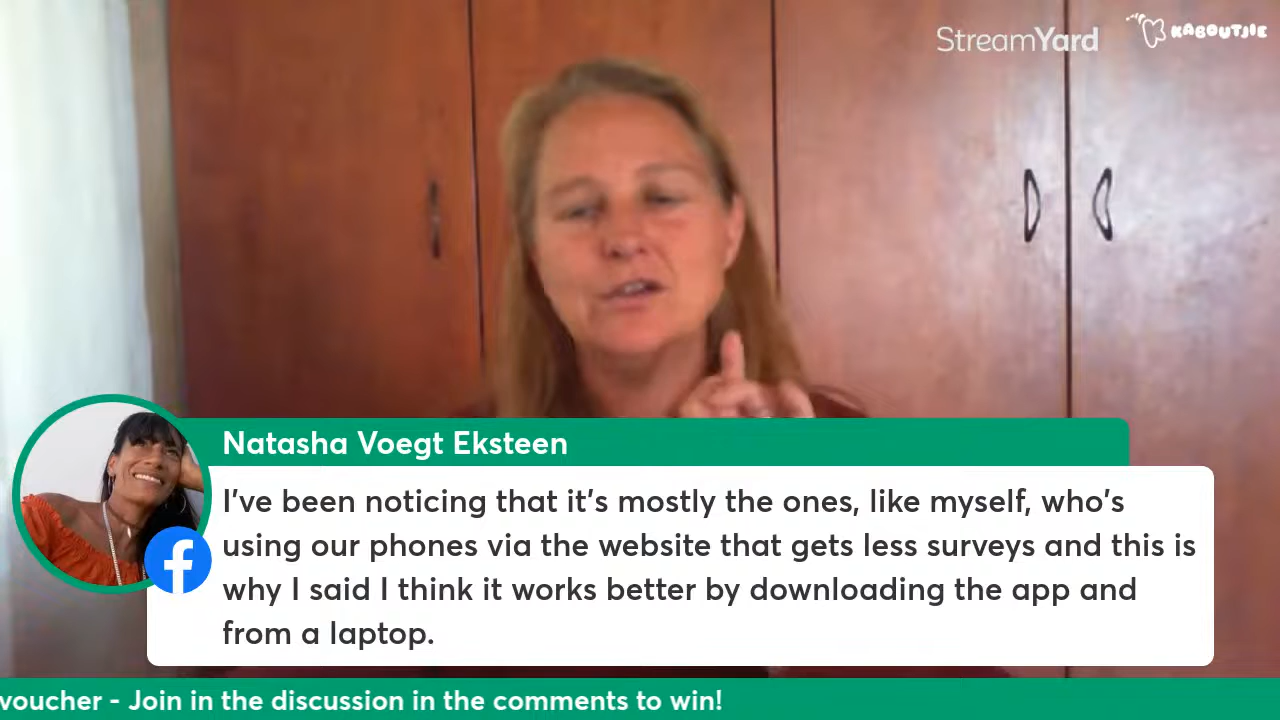 StreamYard
KABOUTJIE
Natasha Voegt Eksteen
I've been noticing that it's mostly the ones, like myself, who's
using our phones via the website that gets less surveys and this is
why I said I think it works better by downloading the app and
from a laptop.
voucher - Join in the discussion in the comments to win!